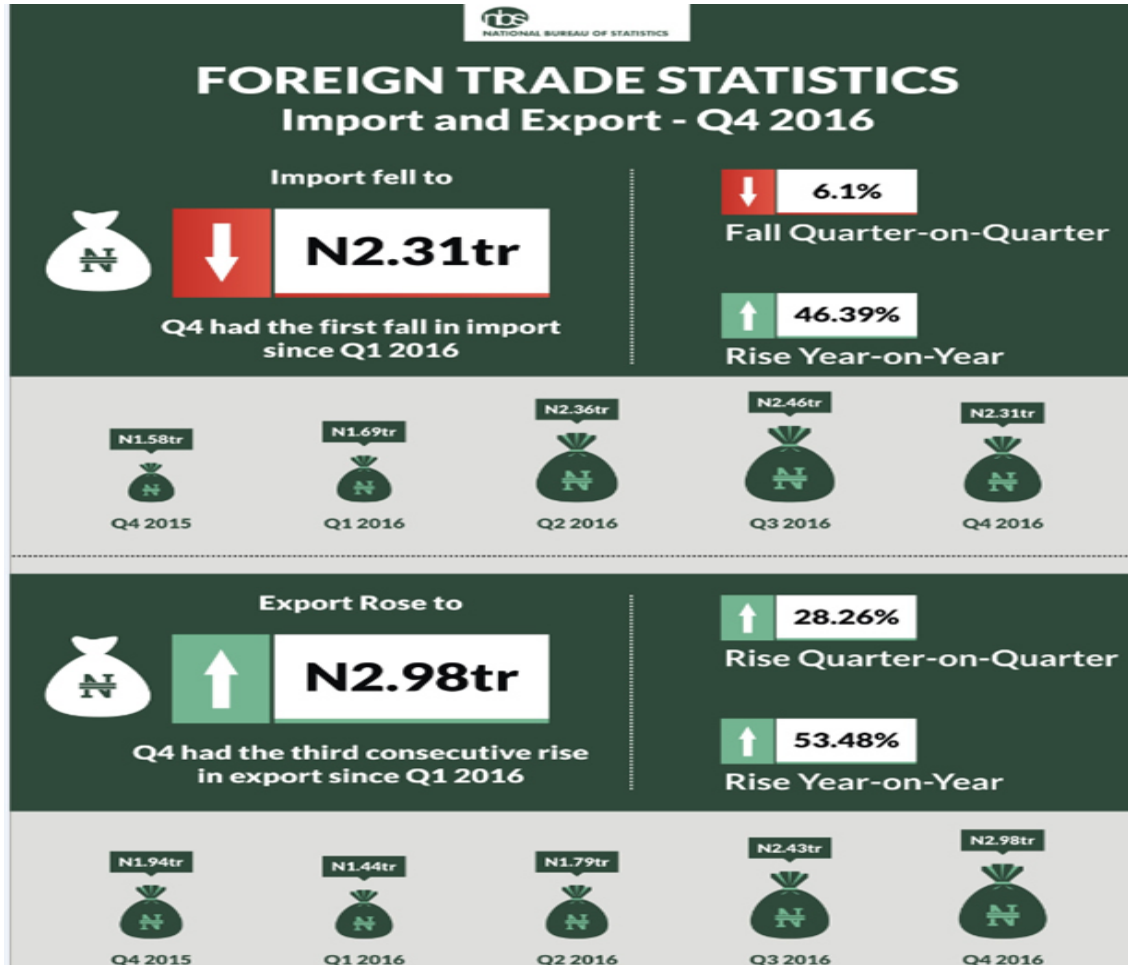 nbs
NATIONAL BUREAU OF STATISTICS
FOREIGN TRADE STATISTICS
Import and Export - Q4 2016
Import fell to
N2.31tr
Q4 had the first fall in import
since Q1 2016
6.1%
Fall Quarter-on-Quarter
46.39%
Rise Year-on-Year
N1.58tr
N1.69tr
N2.36tr
N2.46tr
N2.31tr
₦
₦
₦
₦
₦
₦
Q4 2015
Q1 2016
Q2 2016
Q3 2016
Q4 2016
Export Rose to
₦
N2.98tr
Q4 had the third consecutive rise
in export since Q1 2016
28.26%
Rise Quarter-on-Quarter
53.48%
Rise Year-on-Year
N1.94tr
N1.44tr
N1.79tr
N2.43tr
N2.98tr
₦
₦
₦
₦
₦
Q4 2015
Q1 2016
Q2 2016
Q3 2016
Q4 2016